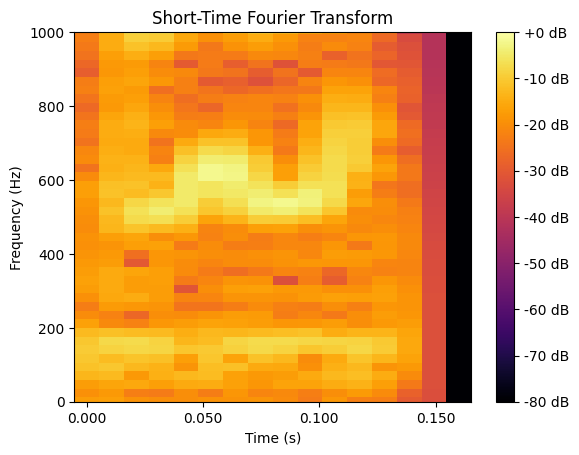 Short-Time Fourier Transform
1000
800
600
400
200
0
Frequency (Hz)
0.000
0.050
0.100
0.150
Time (s)
+0 dB
-10 dB
-20 dB
-30 dB
-40 dB
-50 dB
-60 dB
-70 dB
-80 dB